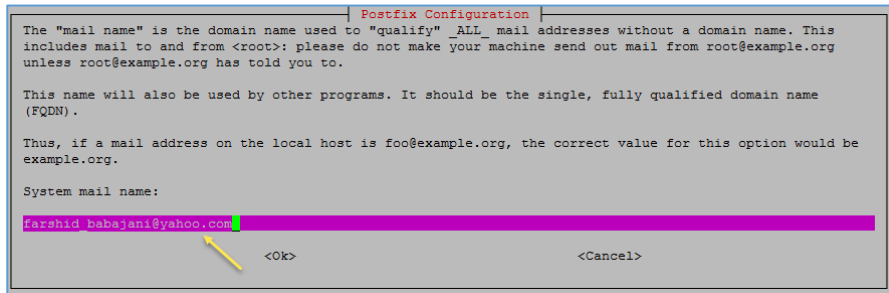 Postfix Configuration
The "mail name" is the domain name used to "qualify" _ALL_ mail addresses without a domain name. This
includes mail to and from <root>: please do not make your machine send out mail from root@example.org
unless root@example.org has told you to.
This name will also be used by other programs. It should be the single, fully qualified domain name
(FQDN).
Thus, if a mail address on the local host is foo@example.org, the correct value for this option would be
example.org.
System mail name:
farshid_babajani@yahoo.com
<Ok> <Cancel>